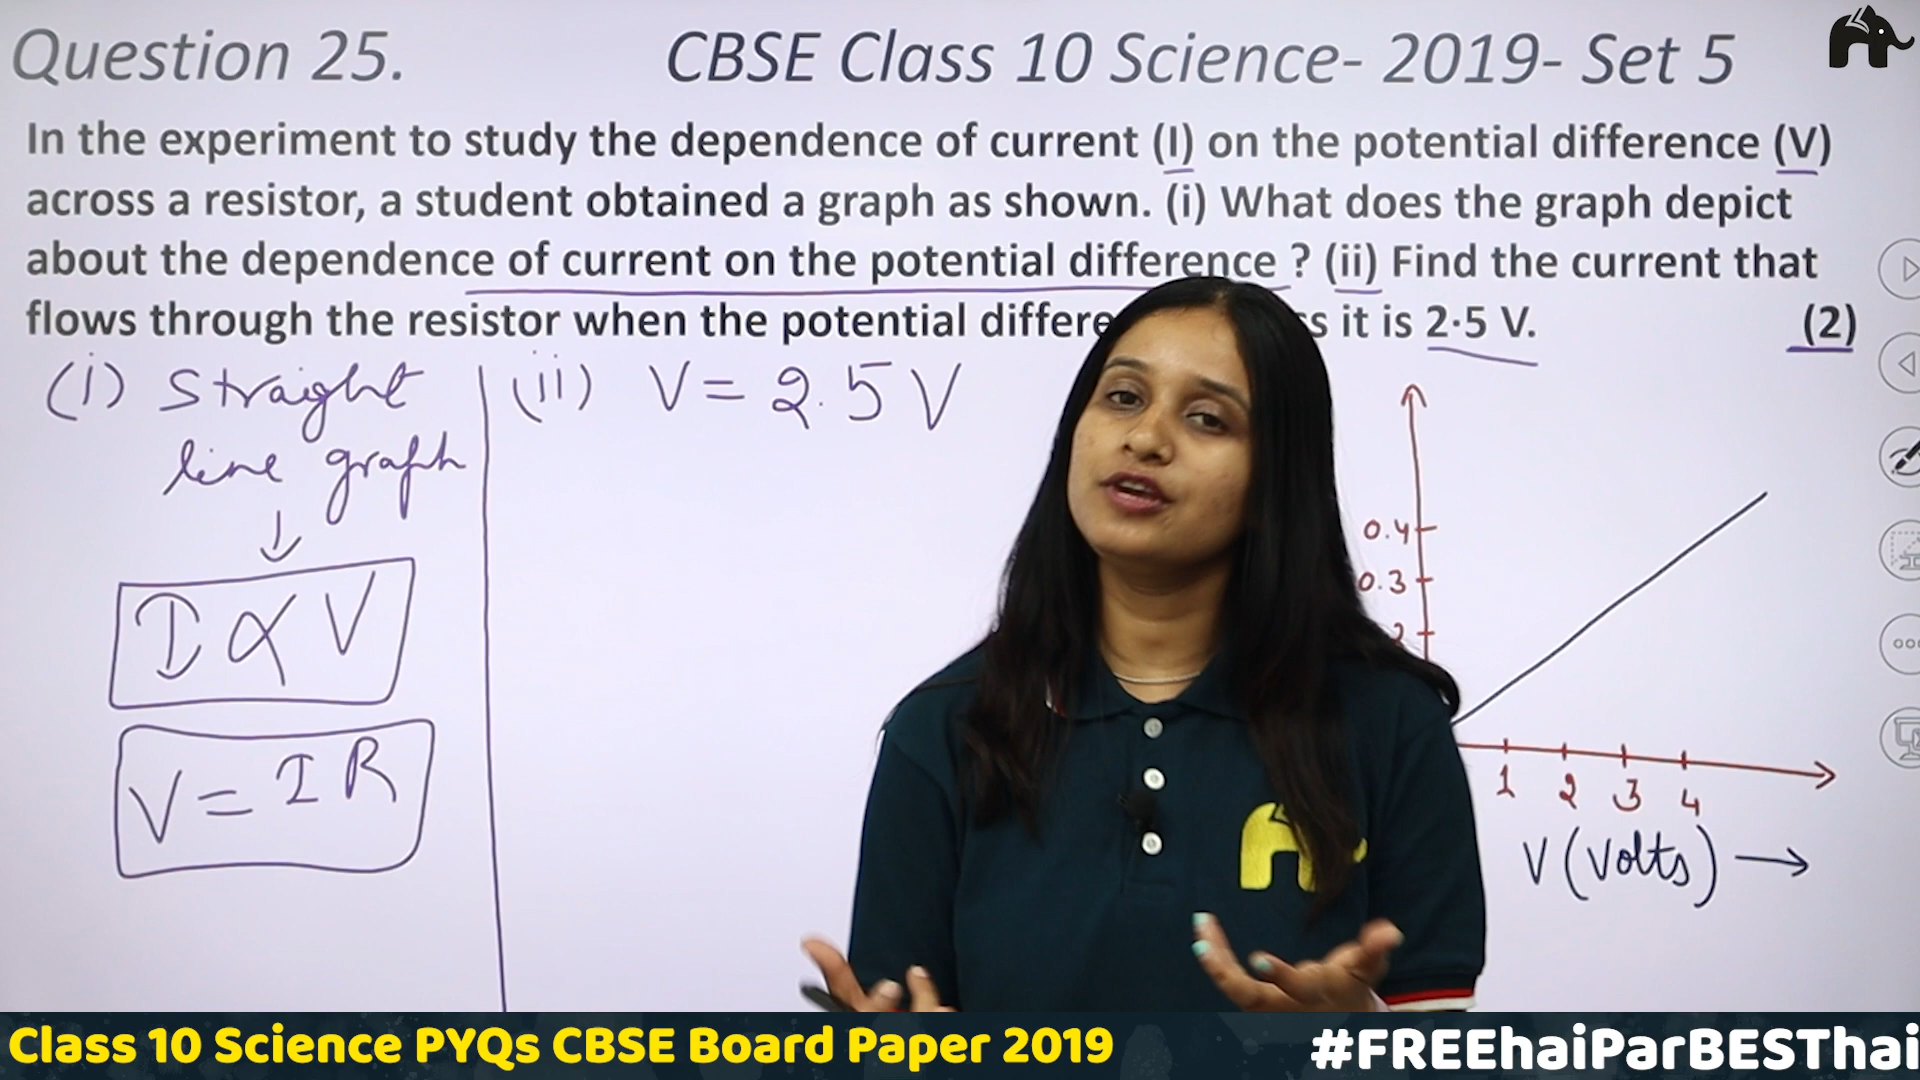 Question 25.
CBSE Class 10 Science- 2019- Set 5
In the experiment to study the dependence of current (I) on the potential difference (V)
across a resistor, a student obtained a graph as shown. (i) What does the graph depict
about the dependence of current on the potential difference ? (ii) Find the current that
flows through the resistor when the potential differe s it is 2·5 V. (2)
(i) Straight
line graph
↓
I ∝ V
V = IR
(ii) V = 2.5 V
0.4
0.3
2
1 2 3 4
V (Volts) →
Class 10 Science PYQs CBSE Board Paper 2019
#FREEhaiParBESThai